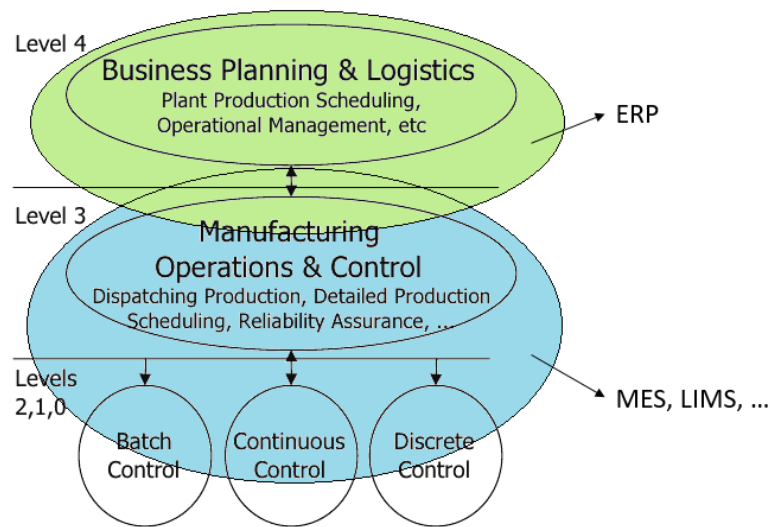 Level 4
Business Planning & Logistics
Plant Production Scheduling,
Operational Management, etc
ERP
Level 3
Manufacturing
Operations & Control
Dispatching Production, Detailed Production
Scheduling, Reliability Assurance, ...
Levels
2,1,0
MES, LIMS, ...
Batch
Control
Continuous
Control
Discrete
Control